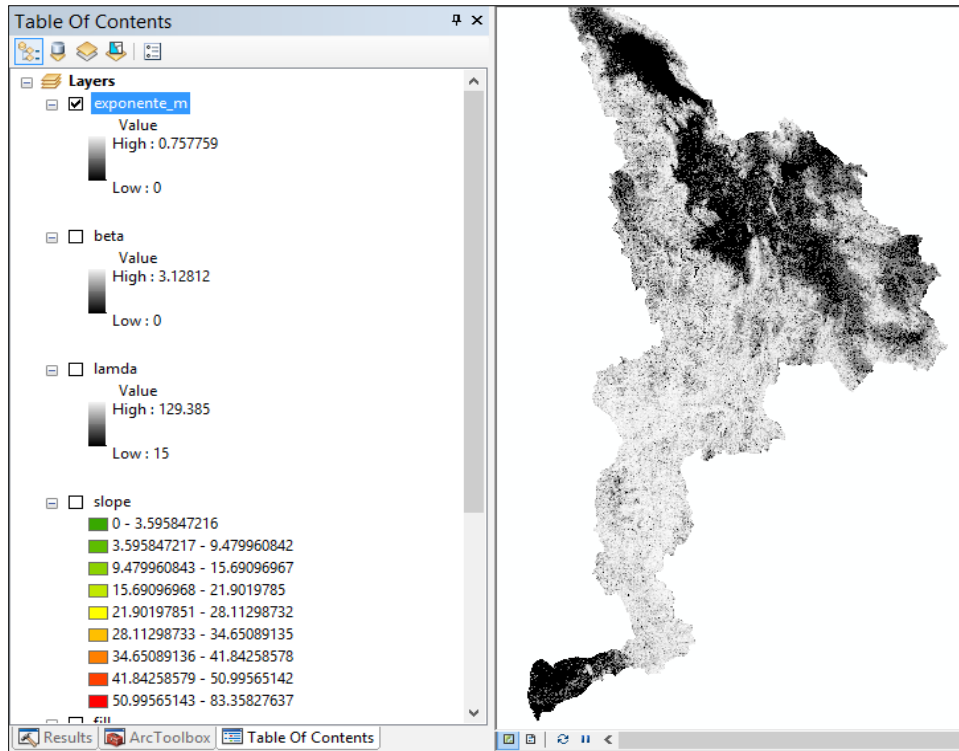 Table Of Contents
Layers
exponente_m
Value
High : 0.757759
Low : 0
beta
Value
High : 3.12812
Low : 0
lamda
Value
High : 129.385
Low : 15
slope
0 - 3.595847216
3.595847217 - 9.479960842
9.479960843 - 15.69096967
15.69096968 - 21.9019785
21.90197851 - 28.11298732
28.11298733 - 34.65089135
34.65089136 - 41.84258578
41.84258579 - 50.99565142
50.99565143 - 83.35827637
fill
Results ArcToolbox Table Of Contents